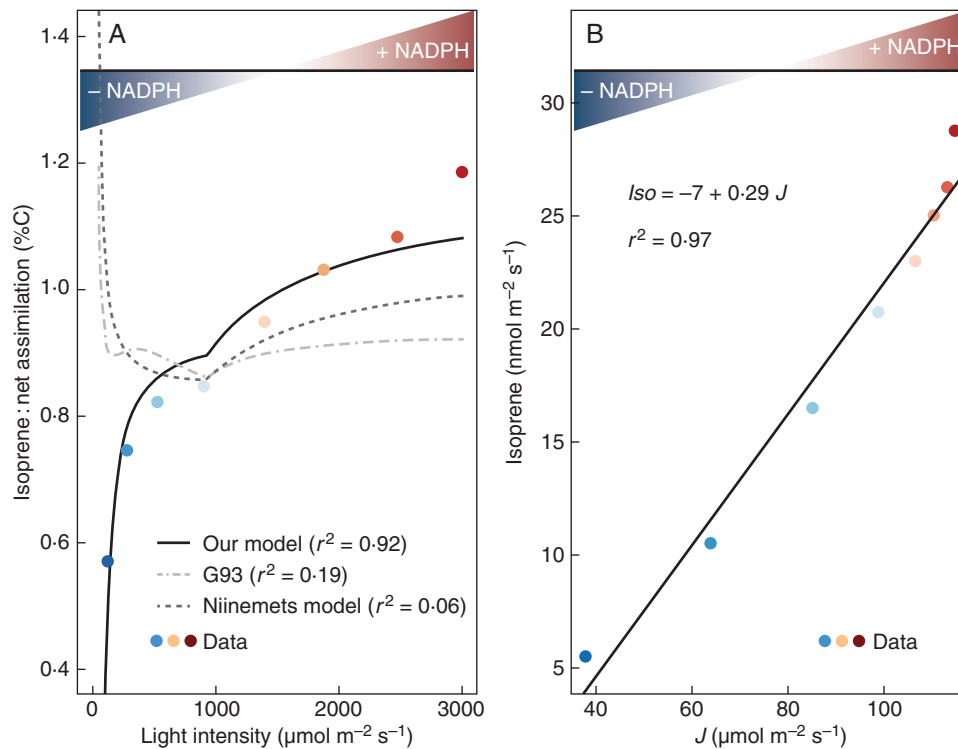 A
+ NADPH
– NADPH
1·4
1·2
1·0
0·8
0·6
0·4
Isoprene : net assimilation (%C)
Our model (r² = 0·92)
G93 (r² = 0·19)
Niinemets model (r² = 0·06)
Data
0
1000
2000
3000
Light intensity (µmol m⁻² s⁻¹)
B
+ NADPH
– NADPH
30
25
20
15
10
5
Isoprene (nmol m⁻² s⁻¹)
Iso = –7 + 0·29 J
r² = 0·97
Data
40
60
80
100
J (µmol m⁻² s⁻¹)